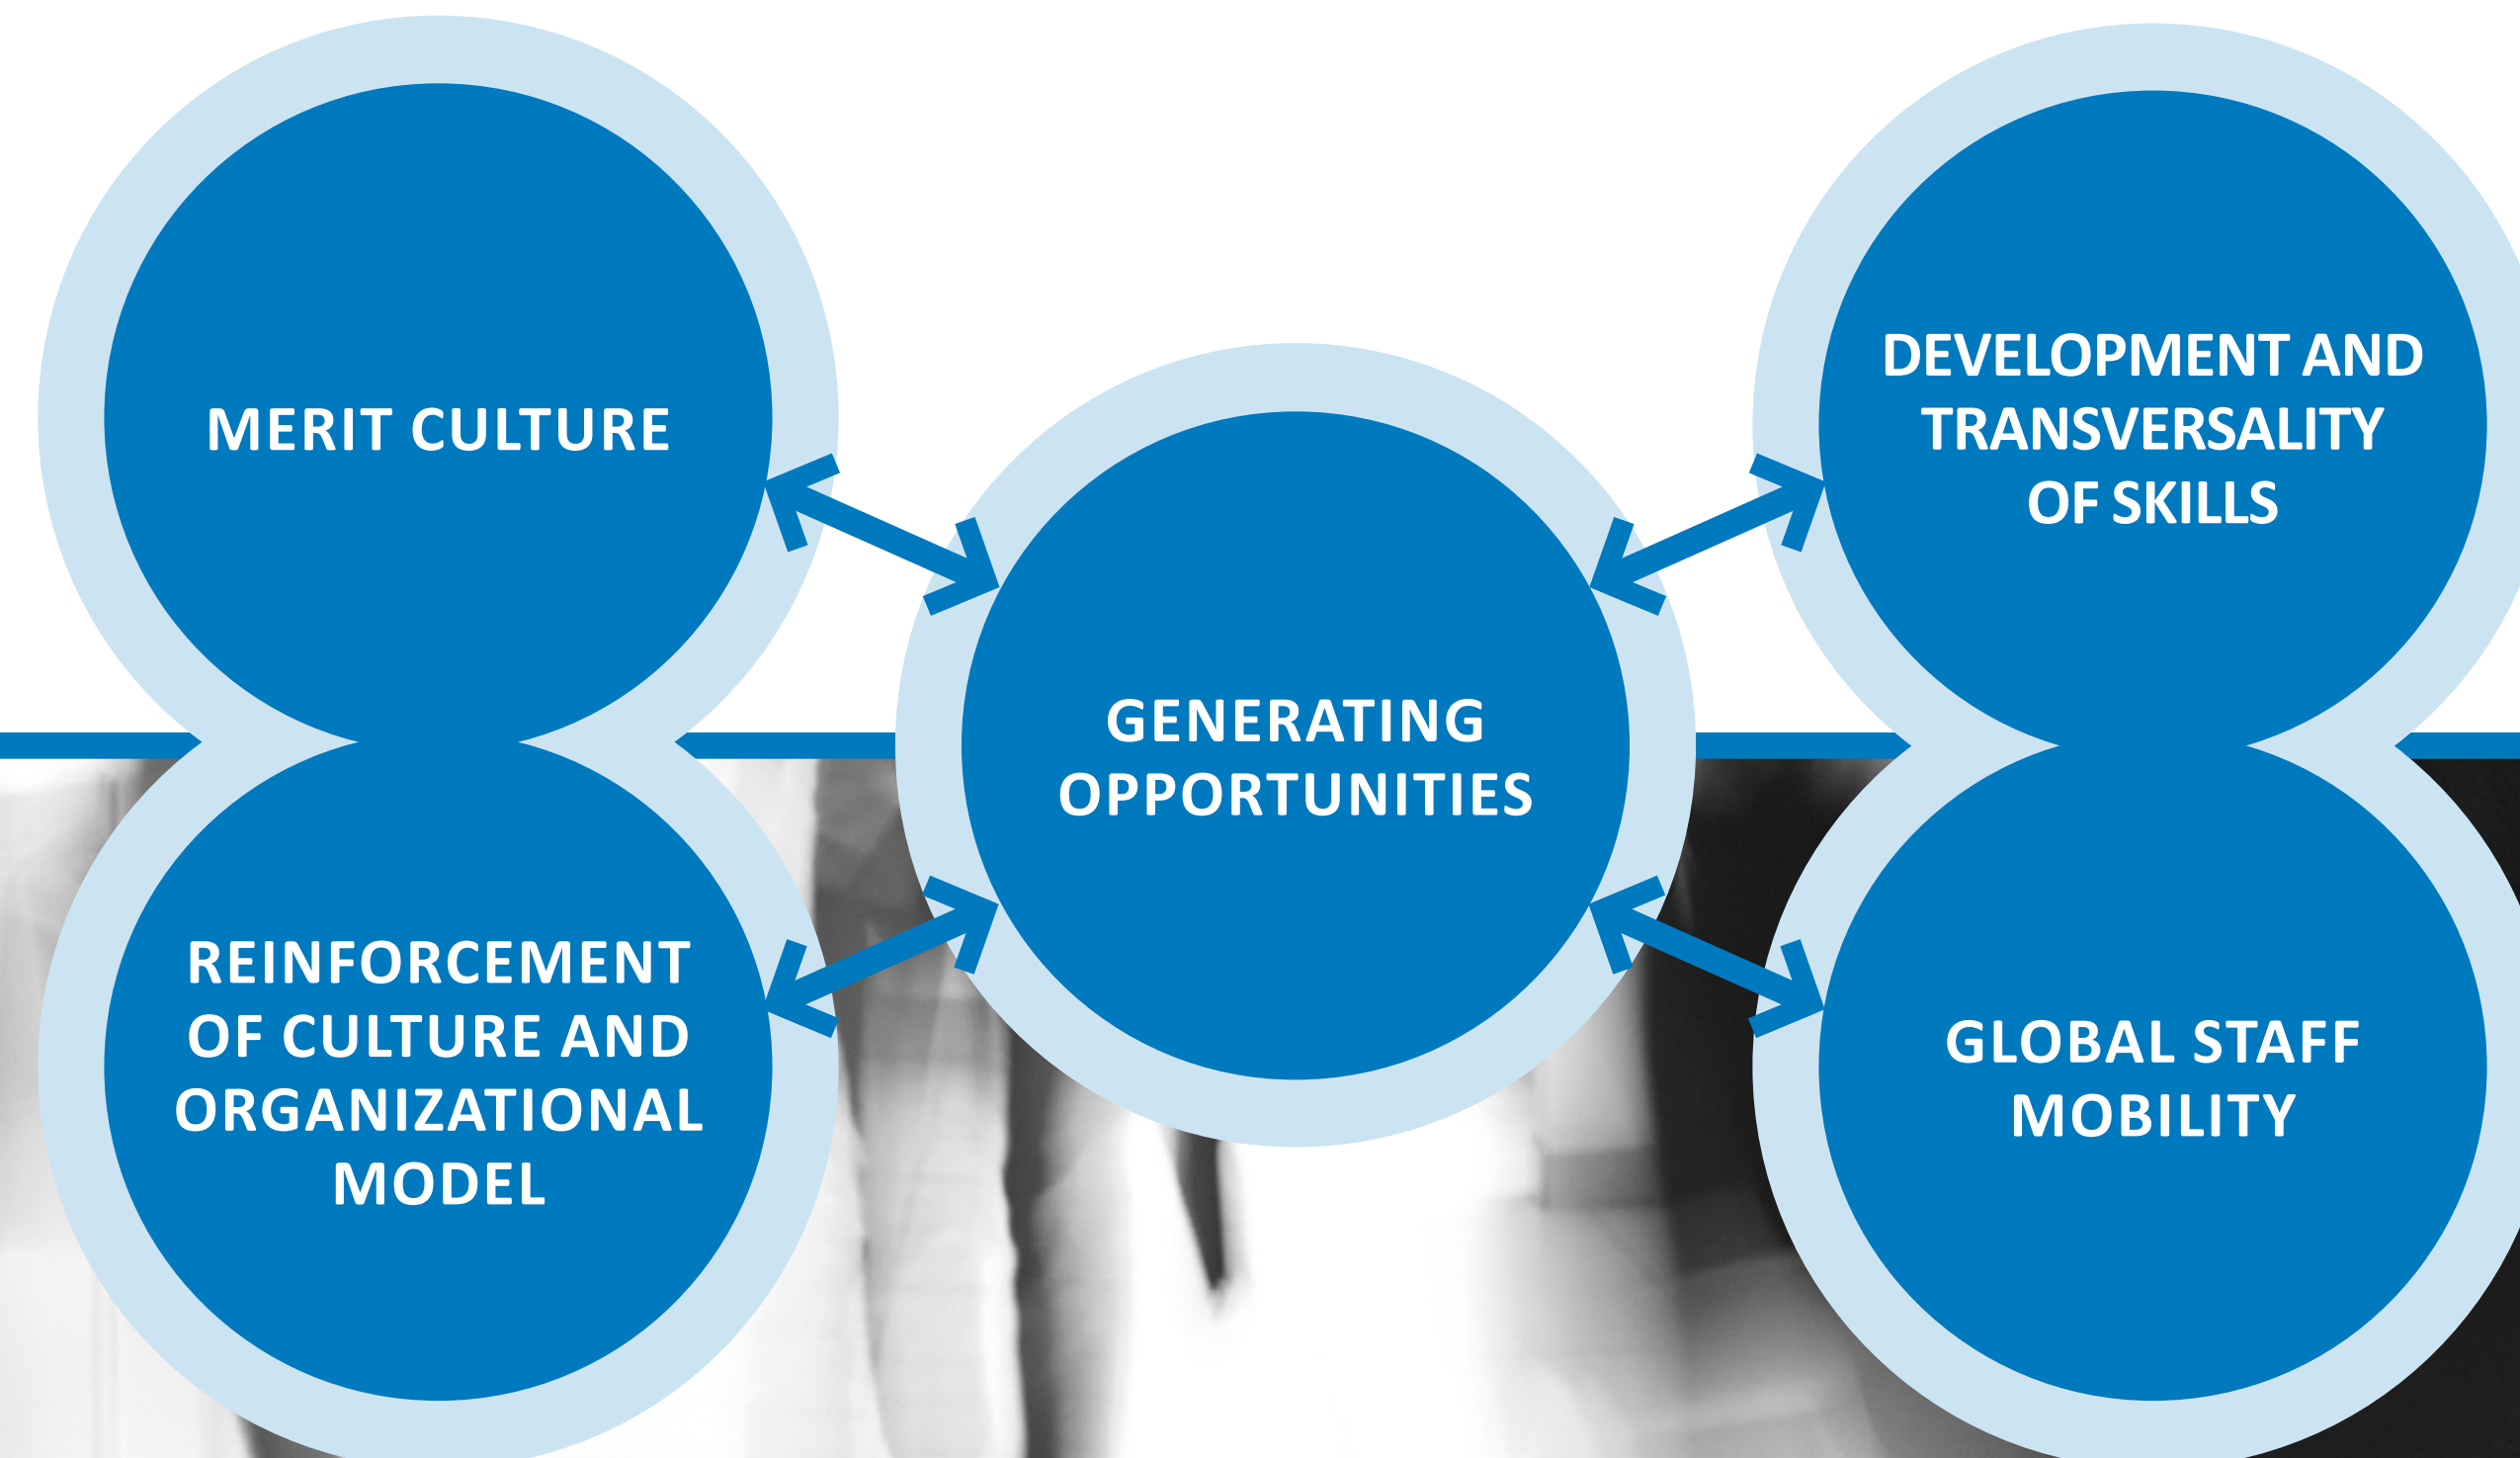 MERIT CULTURE
DEVELOPMENT AND
TRANSVERSALITY
OF SKILLS
GENERATING
OPPORTUNITIES
REINFORCEMENT
OF CULTURE AND
ORGANIZATIONAL
MODEL
GLOBAL STAFF
MOBILITY